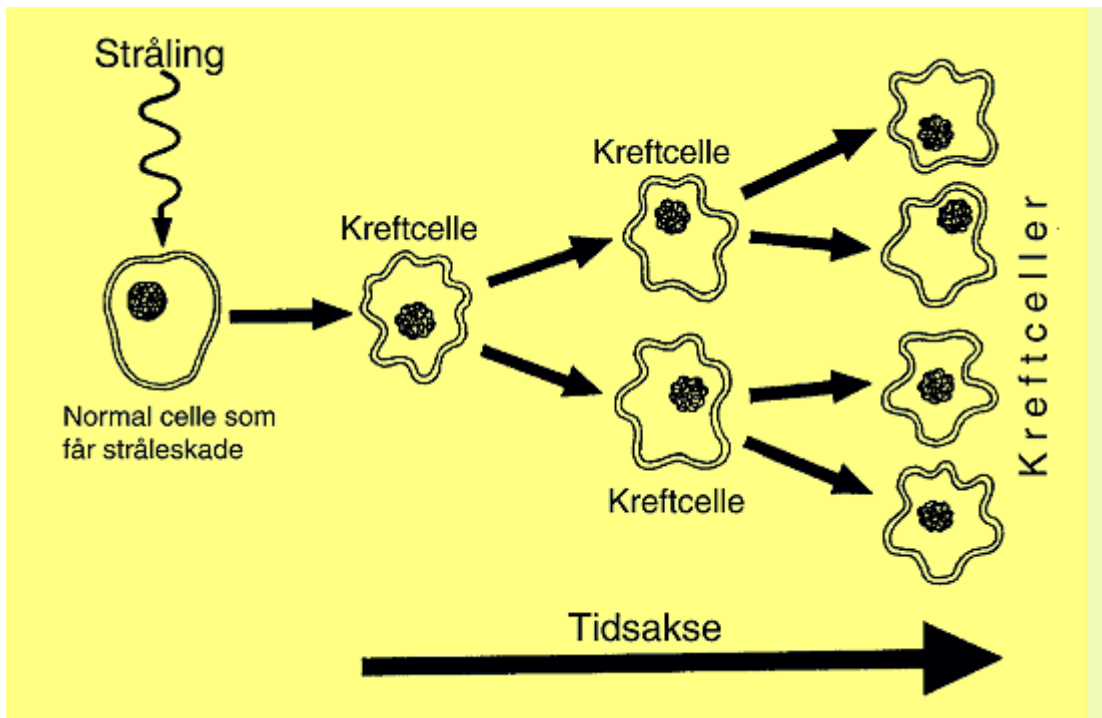 Stråling
Kreftcelle
Kreftcelle
Normal celle som
får stråleskade
Kreftcelle
Kreftceller
Tidsakse